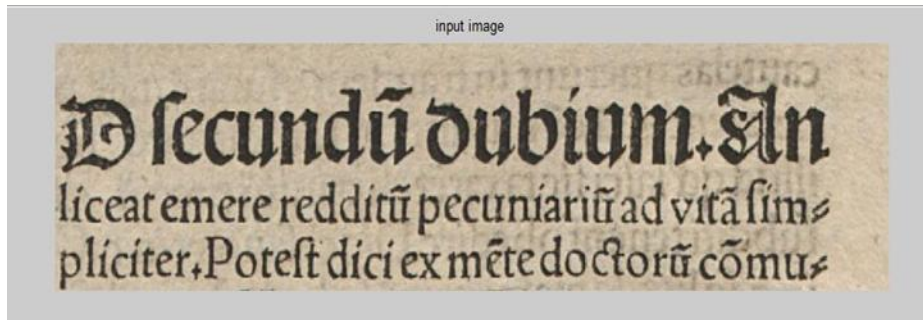 input image
D ſecundū dubium. An
liceat emere redditū pecuniariū ad vitā ſim⸗
pliciter. Poteſt dici ex mēte doctorū cōmu⸗